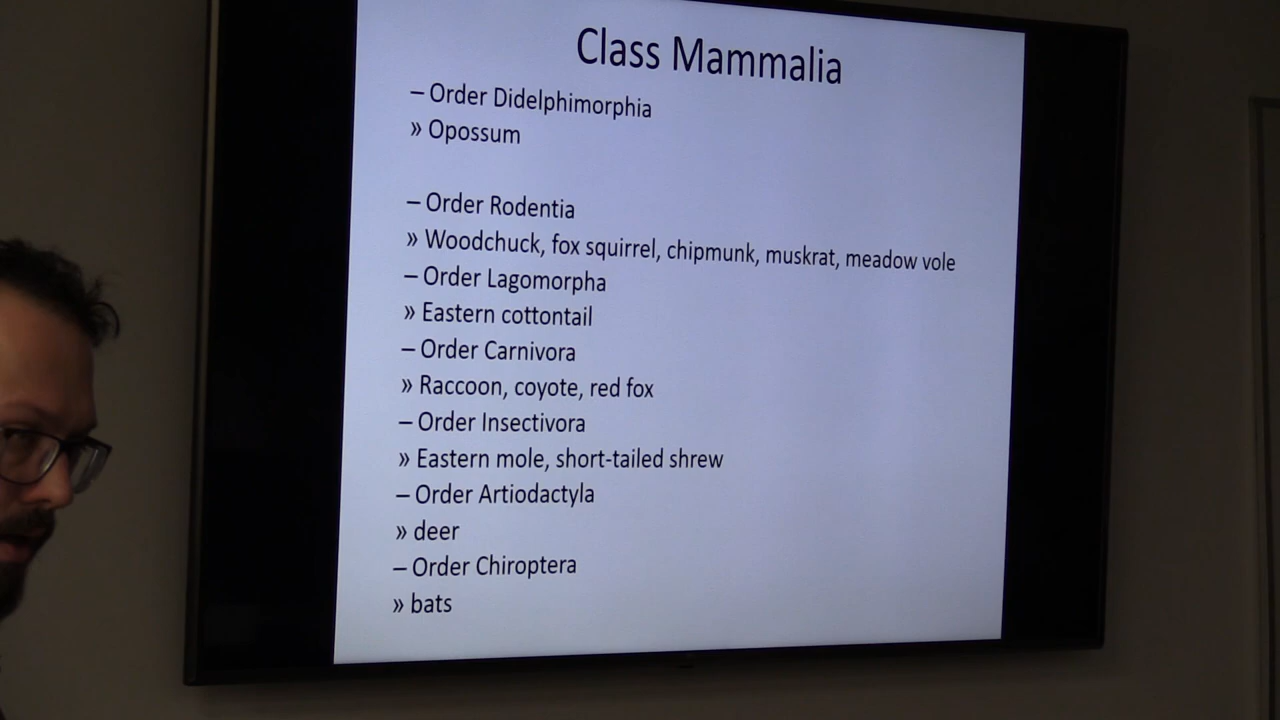 Class Mammalia
– Order Didelphimorphia
» Opossum
– Order Rodentia
» Woodchuck, fox squirrel, chipmunk, muskrat, meadow vole
– Order Lagomorpha
» Eastern cottontail
– Order Carnivora
» Raccoon, coyote, red fox
– Order Insectivora
» Eastern mole, short-tailed shrew
– Order Artiodactyla
» deer
– Order Chiroptera
» bats